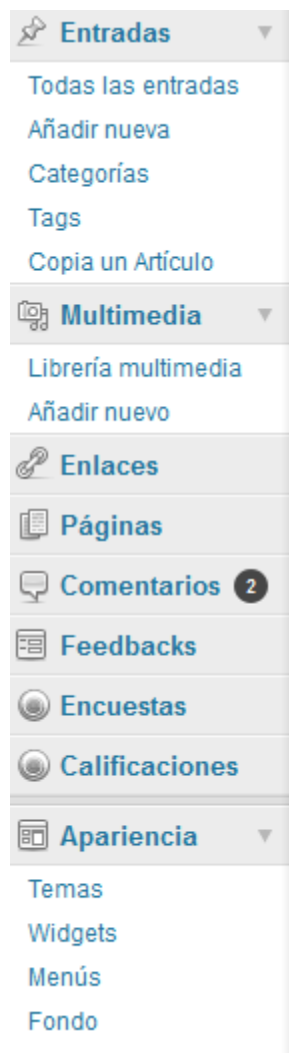 Entradas
Todas las entradas
Añadir nueva
Categorías
Tags
Copia un Artículo
Multimedia
Librería multimedia
Añadir nuevo
Enlaces
Páginas
Comentarios 2
Feedbacks
Encuestas
Calificaciones
Apariencia
Temas
Widgets
Menús
Fondo